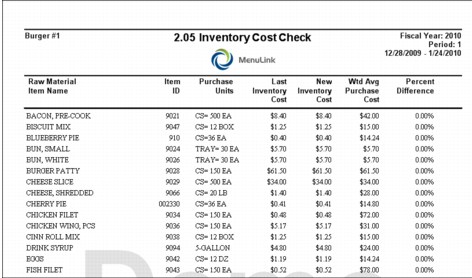 Burger #1
2.05 Inventory Cost Check
Fiscal Year: 2010
Period: 1
12/28/2009 - 1/24/2010
MenuLink
Raw Material Item Name Item ID Purchase Units Last Inventory Cost New Inventory Cost Wtd Avg Purchase Cost Percent Difference
BACON, PRE-COOK 9021 CS= 500 EA $8.40 $8.40 $42.00 0.00%
BISCUIT MIX 9047 CS= 12 BOX $1.25 $1.25 $15.00 0.00%
BLUEBERRY PIE 910 CS=36 EA $0.40 $0.40 $14.24 0.00%
BUN, SMALL 9024 TRAY= 30 EA $5.70 $5.70 $5.70 0.00%
BUN, WHITE 9026 TRAY= 30 EA $5.70 $5.70 $5.70 0.00%
BURGER PATTY 9028 CS= 150 EA $61.50 $61.50 $61.50 0.00%
CHEESE SLICE 9029 CS= 500 EA $34.00 $34.00 $34.00 0.00%
CHEESE, SHREDDED 9066 CS= 20 LB $1.40 $1.40 $28.00 0.00%
CHERRY PIE 002330 CS=36 EA $0.41 $0.41 $14.80 0.00%
CHICKEN FILET 9034 CS= 150 EA $0.48 $0.48 $72.00 0.00%
CHICKEN WING, PCS 9036 CS= 150 EA $5.17 $5.17 $31.00 0.00%
CINN ROLL MIX 9038 CS= 12 BOX $1.25 $1.25 $15.00 0.00%
DRINK SYRUP 9094 5-GALLON $4.80 $4.80 $24.00 0.00%
EGGS 9042 CS= 12 DZ $1.19 $1.19 $14.24 0.00%
FISH FILET 9043 CS= 150 EA $0.52 $0.52 $78.00 0.00%